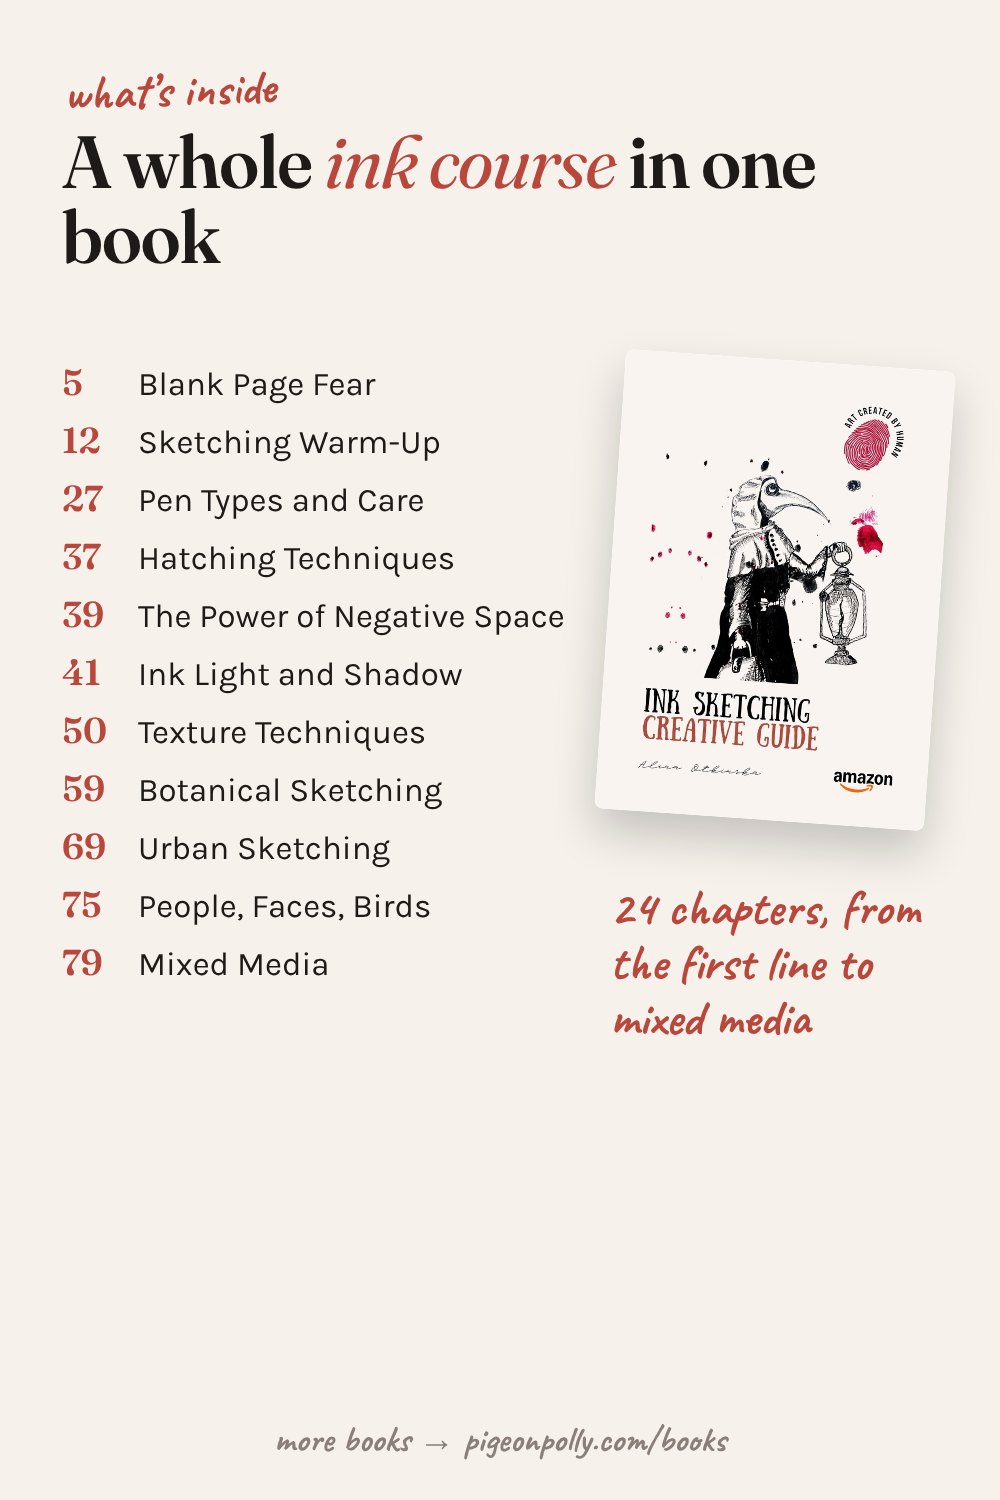 what's inside
A whole ink course in one
book
5 Blank Page Fear
12 Sketching Warm-Up
27 Pen Types and Care
37 Hatching Techniques
39 The Power of Negative Space
41 Ink Light and Shadow
50 Texture Techniques
59 Botanical Sketching
69 Urban Sketching
75 People, Faces, Birds
79 Mixed Media
ART CREATED BY HUMAN
INK SKETCHING
CREATIVE GUIDE
Alina
amazon
24 chapters, from
the first line to
mixed media
more books → pigeonpolly.com/books